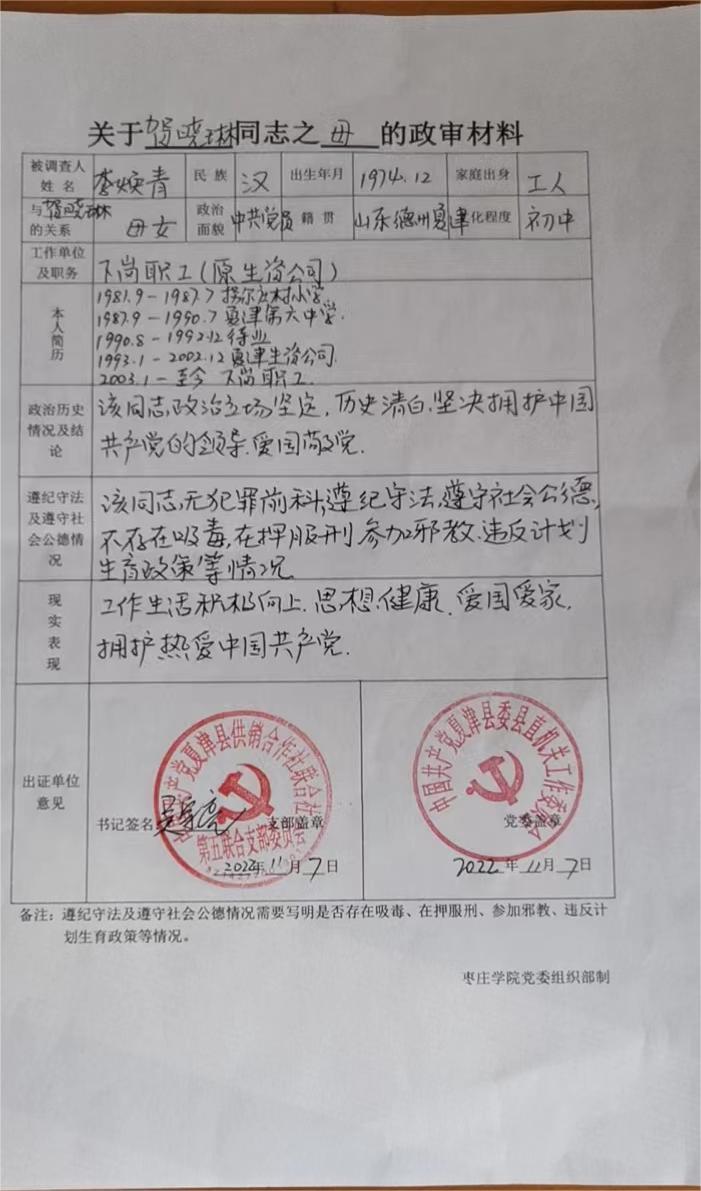 关于贺晓琳同志之 母 的政审材料
被调查人姓名 李焕青 民族 汉 出生年月 1974.12 家庭出身 工人
与贺晓琳的关系 母女 政治面貌 中共党员 籍贯 山东德州夏津 化程度 初中
工作单位及职务 下岗职工(原生资公司)
本人简历
1981.9-1987.7 村小学
1987.9-1990.7 夏津第六中学.
1990.8-1992.12 待业
1993.1-2002.12 夏津生资公司.
2003.1-至今 下岗职工.
政治历史情况及结论
该同志,政治立场坚定,历史清白,坚决拥护中国
共产党的领导.爱国敬党.
遵纪守法及遵守社会公德情况
该同志,无犯罪前科,遵纪守法,遵守社会公德,
不存在吸毒,在押服刑,参加邪教,违反计划
生育政策等情况
现实表现
工作生活积极向上.思想健康.爱国爱家.
拥护热爱中国共产党.
出证单位意见
中国共产党夏津县供销合作社联合社
第五联合支部委员会
书记签名 支部盖章
2022年11月7日
中国共产党夏津县委县直机关工作委员会
党委盖章
2022年11月7日
备注:遵纪守法及遵守社会公德情况需要写明是否存在吸毒、在押服刑、参加邪教、违反计
划生育政策等情况。
枣庄学院党委组织部制